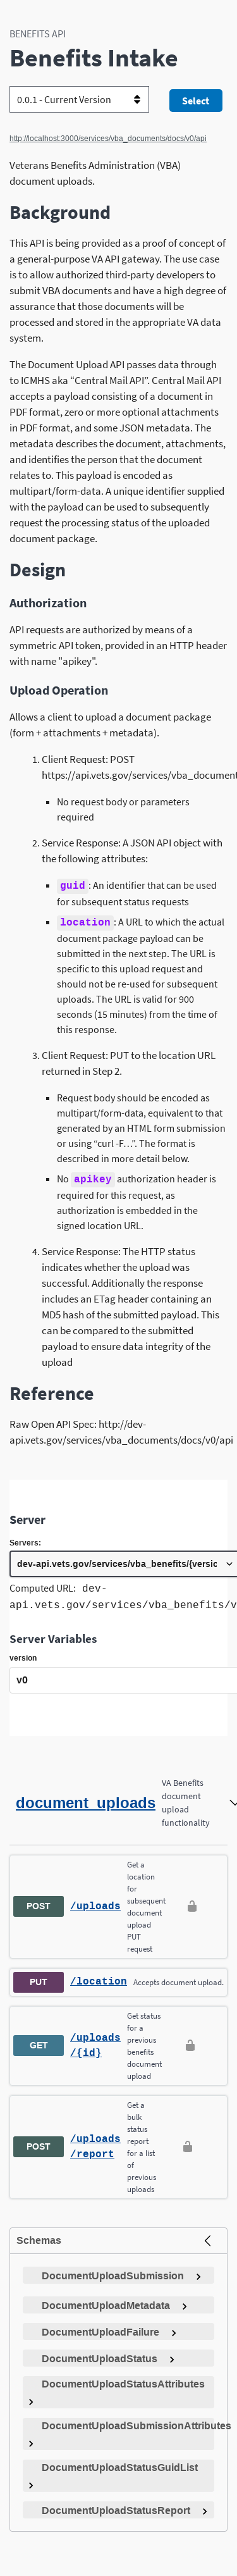 BENEFITS API
Benefits Intake
0.0.1 - Current Version
Select
http://localhost:3000/services/vba_documents/docs/v0/api
Veterans Benefits Administration (VBA)
document uploads.
Background
This API is being provided as a proof of concept of
a general-purpose VA API gateway. The use case
is to allow authorized third-party developers to
submit VBA documents and have a high degree of
assurance that those documents will be
processed and stored in the appropriate VA data
system.
The Document Upload API passes data through
to ICMHS aka “Central Mail API”. Central Mail API
accepts a payload consisting of a document in
PDF format, zero or more optional attachments
in PDF format, and some JSON metadata. The
metadata describes the document, attachments,
and identifies the person that the document
relates to. This payload is encoded as
multipart/form-data. A unique identifier supplied
with the payload can be used to subsequently
request the processing status of the uploaded
document package.
Design
Authorization
API requests are authorized by means of a
symmetric API token, provided in an HTTP header
with name "apikey".
Upload Operation
Allows a client to upload a document package
(form + attachments + metadata).
1. Client Request: POST
https://api.vets.gov/services/vba_document
No request body or parameters
required
2. Service Response: A JSON API object with
the following attributes:
guid: An identifier that can be used
for subsequent status requests
location: A URL to which the actual
document package payload can be
submitted in the next step. The URL is
specific to this upload request and
should not be re-used for subsequent
uploads. The URL is valid for 900
seconds (15 minutes) from the time of
this response.
3. Client Request: PUT to the location URL
returned in Step 2.
Request body should be encoded as
multipart/form-data, equivalent to that
generated by an HTML form submission
or using “curl -F…”. The format is
described in more detail below.
No apikey authorization header is
required for this request, as
authorization is embedded in the
signed location URL.
4. Service Response: The HTTP status
indicates whether the upload was
successful. Additionally the response
includes an ETag header containing an
MD5 hash of the submitted payload. This
can be compared to the submitted
payload to ensure data integrity of the
upload
Reference
Raw Open API Spec: http://dev-
api.vets.gov/services/vba_documents/docs/v0/api
Server
Servers:
dev-api.vets.gov/services/vba_benefits/{versic
Computed URL: dev-
api.vets.gov/services/vba_benefits/v
Server Variables
version
v0
document_uploads
VA Benefits
document
upload
functionality
POST
/uploads
Get a
location
for
subsequent
document
upload
PUT
request
PUT
/location
Accepts document upload.
GET
/uploads
/{id}
Get status
for a
previous
benefits
document
upload
POST
/uploads
/report
Get a
bulk
status
report
for a list
of
previous
uploads
Schemas
DocumentUploadSubmission
DocumentUploadMetadata
DocumentUploadFailure
DocumentUploadStatus
DocumentUploadStatusAttributes
DocumentUploadSubmissionAttributes
DocumentUploadStatusGuidList
DocumentUploadStatusReport